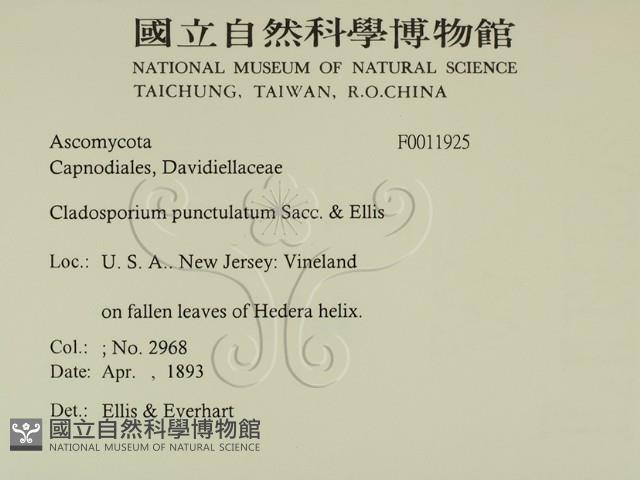 國立自然科學博物館
NATIONAL MUSEUM OF NATURAL SCIENCE
TAICHUNG, TAIWAN, R.O.CHINA
Ascomycota F0011925
Capnodiales, Davidiellaceae
Cladosporium punctulatum Sacc. & Ellis
Loc.: U. S. A.. New Jersey: Vineland
on fallen leaves of Hedera helix.
Col.: ; No. 2968
Date: Apr. , 1893
Det.: Ellis & Everhart
國立自然科學博物館
NATIONAL MUSEUM OF NATURAL SCIENCE